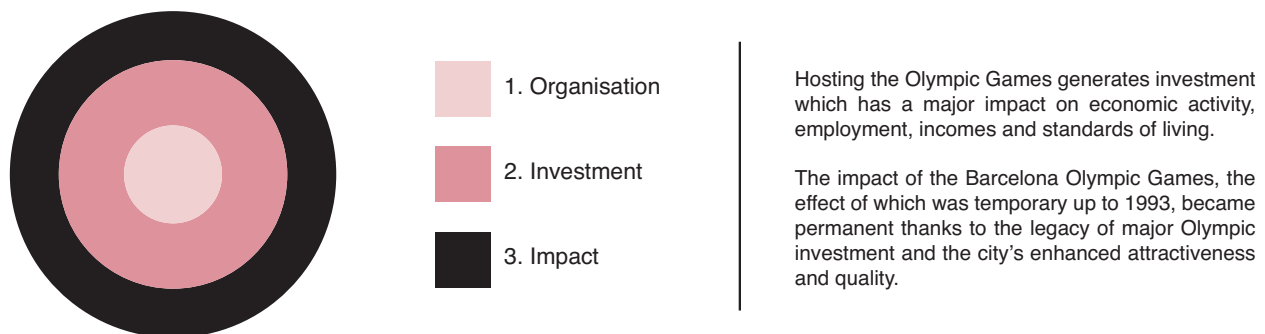 1. Organisation
2. Investment
3. Impact
Hosting the Olympic Games generates investment
which has a major impact on economic activity,
employment, incomes and standards of living.
The impact of the Barcelona Olympic Games, the
effect of which was temporary up to 1993, became
permanent thanks to the legacy of major Olympic
investment and the city’s enhanced attractiveness
and quality.